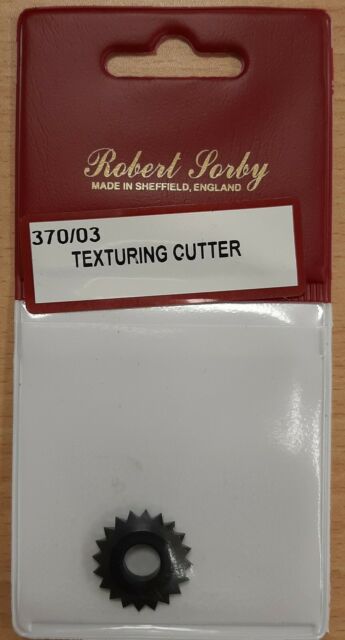 Robert Sorby
MADE IN SHEFFIELD, ENGLAND
370/03
TEXTURING CUTTER